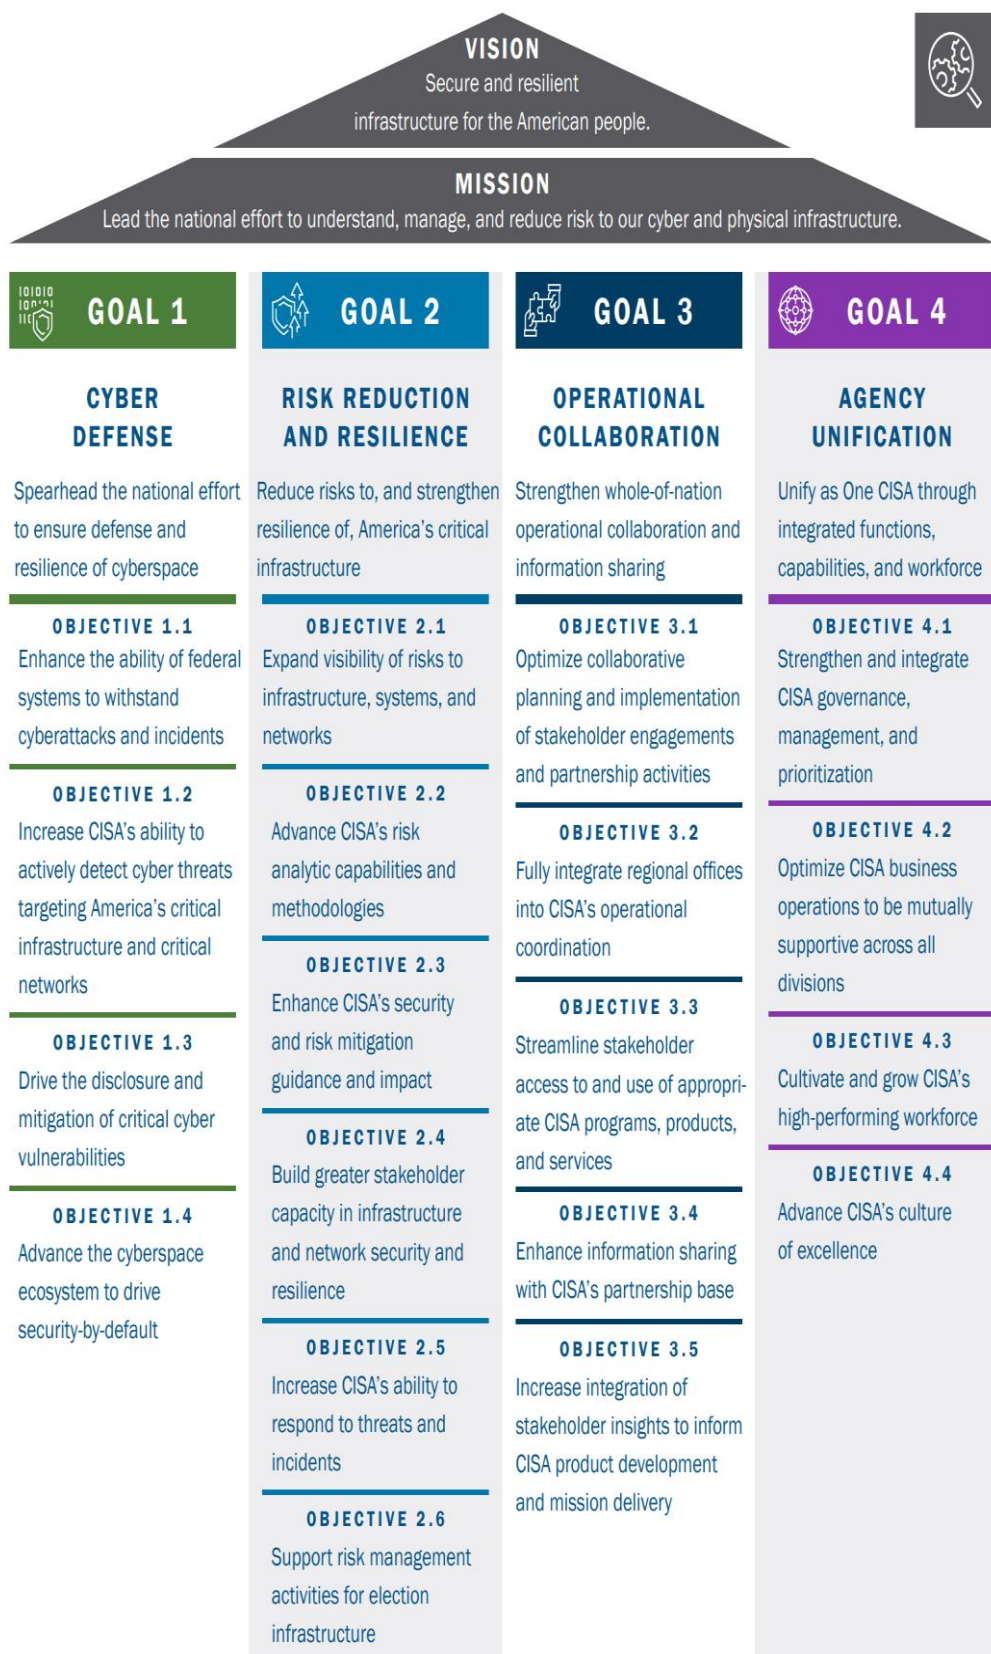 VISION
Secure and resilient
infrastructure for the American people.
MISSION
Lead the national effort to understand, manage, and reduce risk to our cyber and physical infrastructure.
GOAL 1
CYBER
DEFENSE
Spearhead the national effort
to ensure defense and
resilience of cyberspace
OBJECTIVE 1.1
Enhance the ability of federal
systems to withstand
cyberattacks and incidents
OBJECTIVE 1.2
Increase CISA's ability to
actively detect cyber threats
targeting America's critical
infrastructure and critical
networks
OBJECTIVE 1.3
Drive the disclosure and
mitigation of critical cyber
vulnerabilities
OBJECTIVE 1.4
Advance the cyberspace
ecosystem to drive
security-by-default
GOAL 2
RISK REDUCTION
AND RESILIENCE
Reduce risks to, and strengthen
resilience of, America's critical
infrastructure
OBJECTIVE 2.1
Expand visibility of risks to
infrastructure, systems, and
networks
OBJECTIVE 2.2
Advance CISA's risk
analytic capabilities and
methodologies
OBJECTIVE 2.3
Enhance CISA's security
and risk mitigation
guidance and impact
OBJECTIVE 2.4
Build greater stakeholder
capacity in infrastructure
and network security and
resilience
OBJECTIVE 2.5
Increase CISA's ability to
respond to threats and
incidents
OBJECTIVE 2.6
Support risk management
activities for election
infrastructure
GOAL 3
OPERATIONAL
COLLABORATION
Strengthen whole-of-nation
operational collaboration and
information sharing
OBJECTIVE 3.1
Optimize collaborative
planning and implementation
of stakeholder engagements
and partnership activities
OBJECTIVE 3.2
Fully integrate regional offices
into CISA's operational
coordination
OBJECTIVE 3.3
Streamline stakeholder
access to and use of appropri-
ate CISA programs, products,
and services
OBJECTIVE 3.4
Enhance information sharing
with CISA's partnership base
OBJECTIVE 3.5
Increase integration of
stakeholder insights to inform
CISA product development
and mission delivery
GOAL 4
AGENCY
UNIFICATION
Unify as One CISA through
integrated functions,
capabilities, and workforce
OBJECTIVE 4.1
Strengthen and integrate
CISA governance,
management, and
prioritization
OBJECTIVE 4.2
Optimize CISA business
operations to be mutually
supportive across all
divisions
OBJECTIVE 4.3
Cultivate and grow CISA's
high-performing workforce
OBJECTIVE 4.4
Advance CISA's culture
of excellence